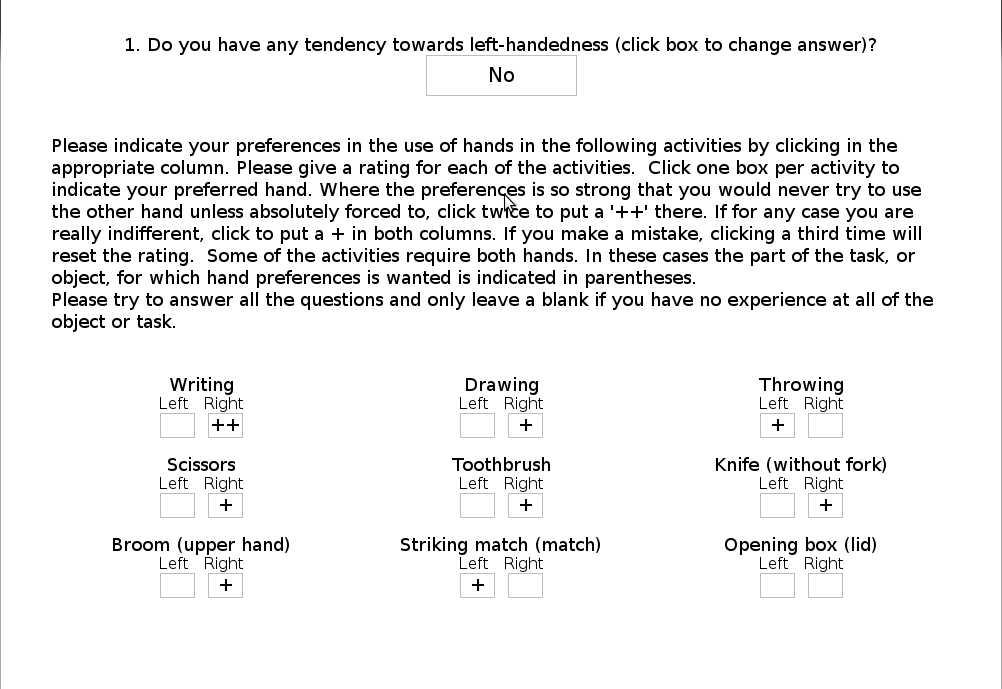 1. Do you have any tendency towards left-handedness (click box to change answer)?
No
Please indicate your preferences in the use of hands in the following activities by clicking in the
appropriate column. Please give a rating for each of the activities.  Click one box per activity to
indicate your preferred hand. Where the preferences is so strong that you would never try to use
the other hand unless absolutely forced to, click twice to put a '++' there. If for any case you are
really indifferent, click to put a + in both columns. If you make a mistake, clicking a third time will
reset the rating.  Some of the activities require both hands. In these cases the part of the task, or
object, for which hand preferences is wanted is indicated in parentheses.
Please try to answer all the questions and only leave a blank if you have no experience at all of the
object or task.
Writing Drawing Throwing
Left Right Left Right Left Right
++ + +
Scissors Toothbrush Knife (without fork)
Left Right Left Right Left Right
+ + +
Broom (upper hand) Striking match (match) Opening box (lid)
Left Right Left Right Left Right
+ +